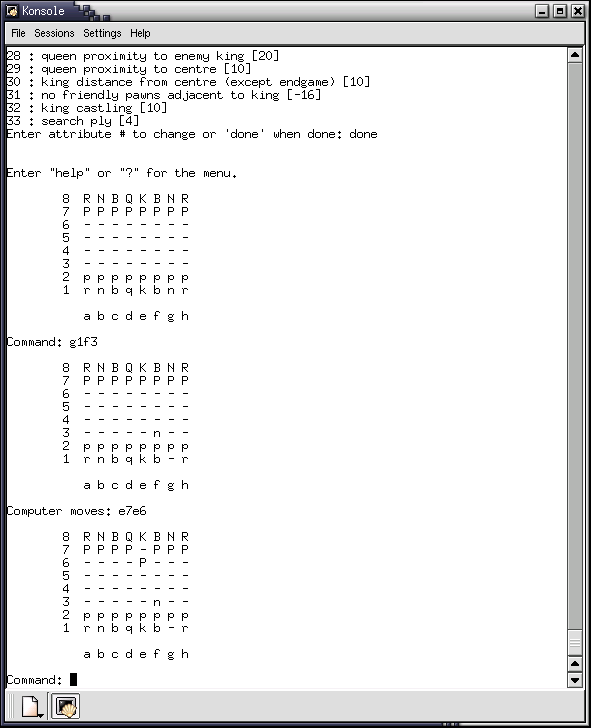 Konsole
File Sessions Settings Help
28 : queen proximity to enemy king [20]
29 : queen proximity to centre [10]
30 : king distance from centre (except endgame) [10]
31 : no friendly pawns adjacent to king [-16]
32 : king castling [10]
33 : search ply [4]
Enter attribute # to change or 'done' when done: done
Enter "help" or "?" for the menu.
8 R N B Q K B N R
7 P P P P P P P P
6 - - - - - - - -
5 - - - - - - - -
4 - - - - - - - -
3 - - - - - - - -
2 p p p p p p p p
1 r n b q k b n r
a b c d e f g h
Command: g1f3
8 R N B Q K B N R
7 P P P P P P P P
6 - - - - - - - -
5 - - - - - - - -
4 - - - - - - - -
3 - - - - - n - -
2 p p p p p p p p
1 r n b q k b - r
a b c d e f g h
Computer moves: e7e6
8 R N B Q K B N R
7 P P P P - P P P
6 - - - - P - - -
5 - - - - - - - -
4 - - - - - - - -
3 - - - - - n - -
2 p p p p p p p p
1 r n b q k b - r
a b c d e f g h
Command: